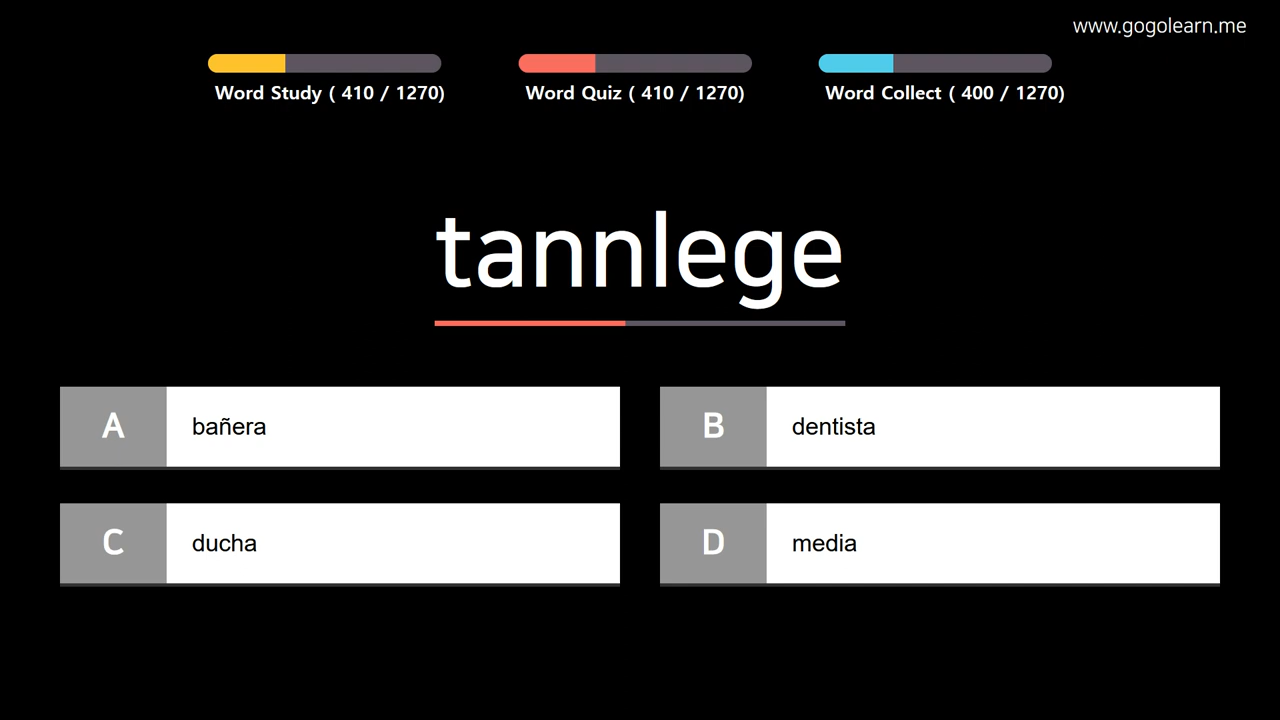 www.gogolearn.me
Word Study ( 410 / 1270)
Word Quiz ( 410 / 1270)
Word Collect ( 400 / 1270)
tannlege
A bañera
B dentista
C ducha
D media